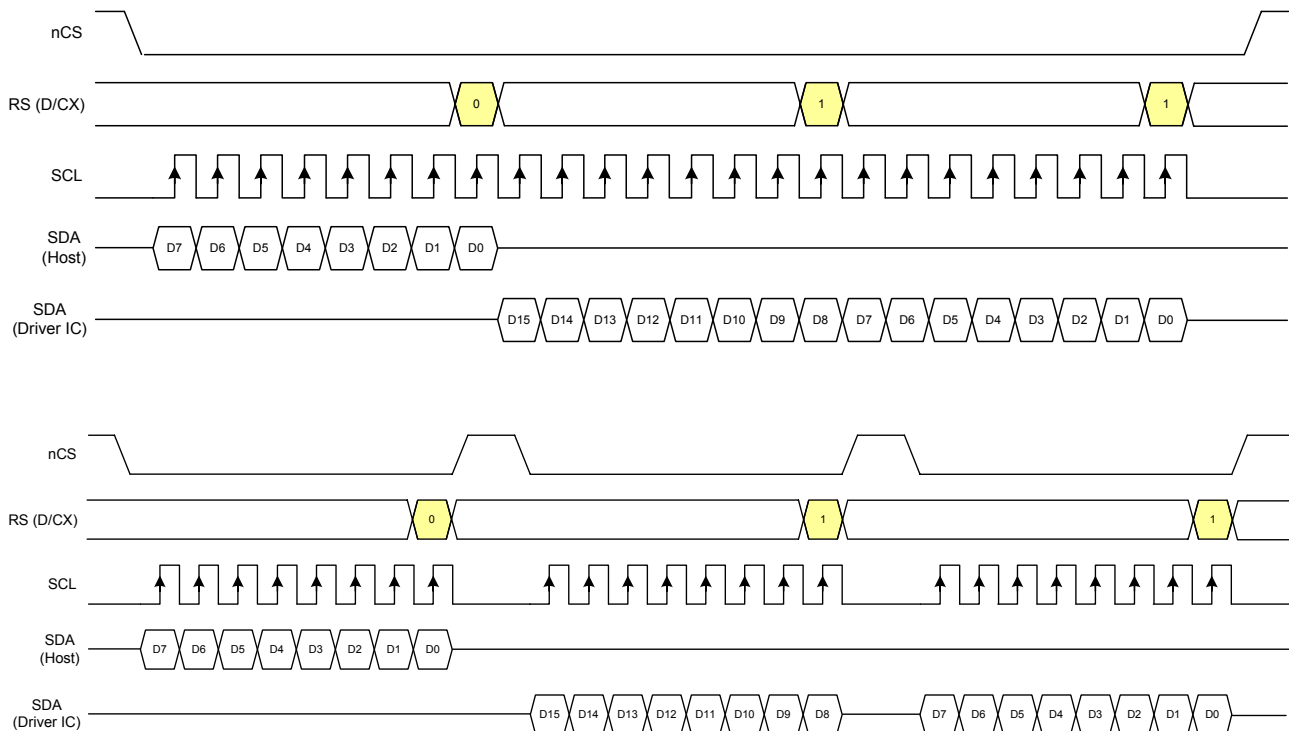 nCS
RS (D/CX) 0 1 1
SCL
SDA
(Host) D7 D6 D5 D4 D3 D2 D1 D0
SDA
(Driver IC) D15 D14 D13 D12 D11 D10 D9 D8 D7 D6 D5 D4 D3 D2 D1 D0
nCS
RS (D/CX) 0 1 1
SCL
SDA
(Host) D7 D6 D5 D4 D3 D2 D1 D0
SDA
(Driver IC) D15 D14 D13 D12 D11 D10 D9 D8 D7 D6 D5 D4 D3 D2 D1 D0